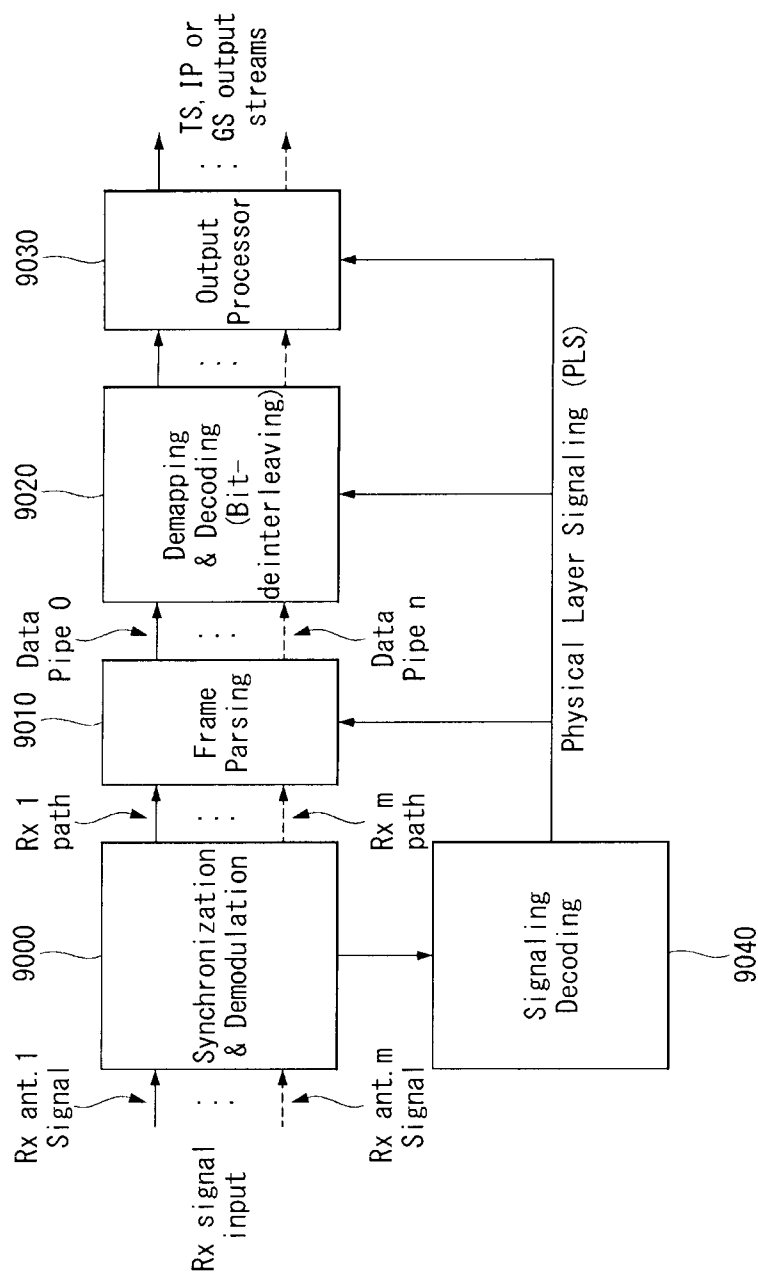 Rx signal
input
Rx ant.1
Signal
Rx ant.m
Signal
9000
Synchronization
& Demodulation
Rx 1
path
Rx m
path
9010
Frame
Parsing
Data
Pipe 0
Data
Pipe n
9020
Demapping
& Decoding
(Bit-
deinterleaving)
9030
Output
Processor
TS, IP or
GS output
streams
Signaling
Decoding
9040
Physical Layer Signaling (PLS)